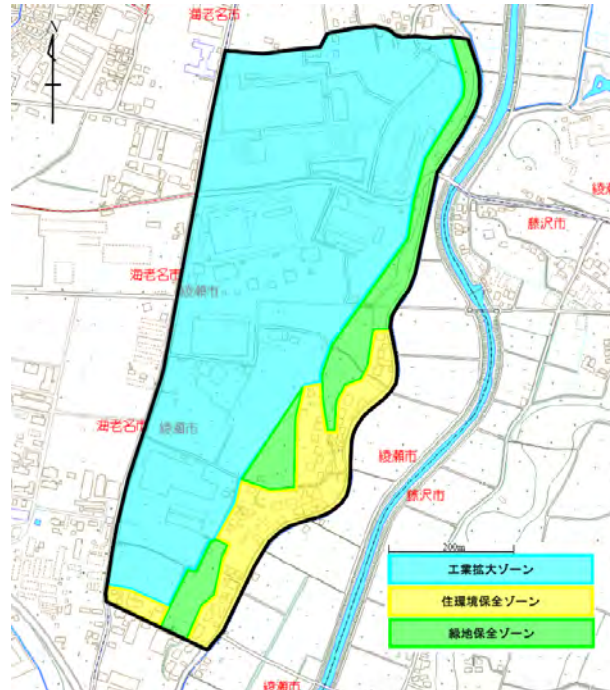 海老名市
N
綾瀬
藤沢市
海老名市
綾瀬市
海老名市
綾瀬市
綾瀬市
藤沢市
200m
工業拡大ゾーン
住環境保全ゾーン
緑地保全ゾーン
綾瀬市